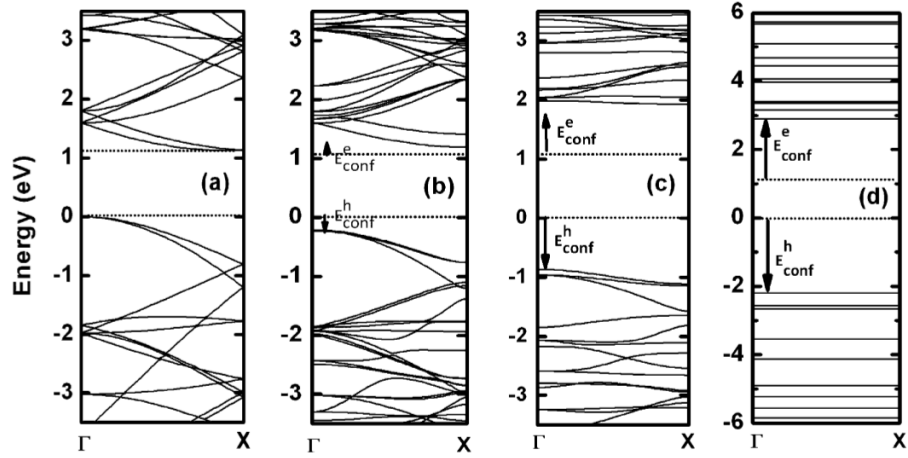 Energy (eV)
3
2
1
0
-1
-2
-3
Γ
X
(a)
3
2
1
0
-1
-2
-3
Γ
X
(b)
E^e_conf
E^h_conf
3
2
1
0
-1
-2
-3
Γ
X
(c)
E^e_conf
E^h_conf
6
4
2
0
-2
-4
-6
Γ
X
(d)
E^e_conf
E^h_conf